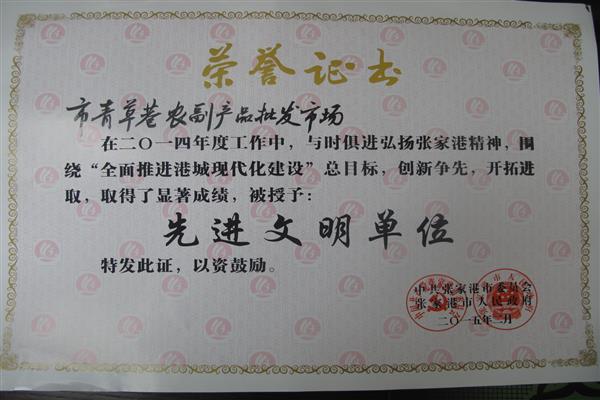 荣誉证书
市青草巷农副产品批发市场
在二〇一四年度工作中，与时俱进弘扬张家港精神，围
绕“全面推进港城现代化建设”总目标，创新争先，开拓进
取，取得了显著成绩，被授予：
先进文明单位
特发此证，以资鼓励。
中共张家港市委员会
张家港市人民政府
二〇一五年二月